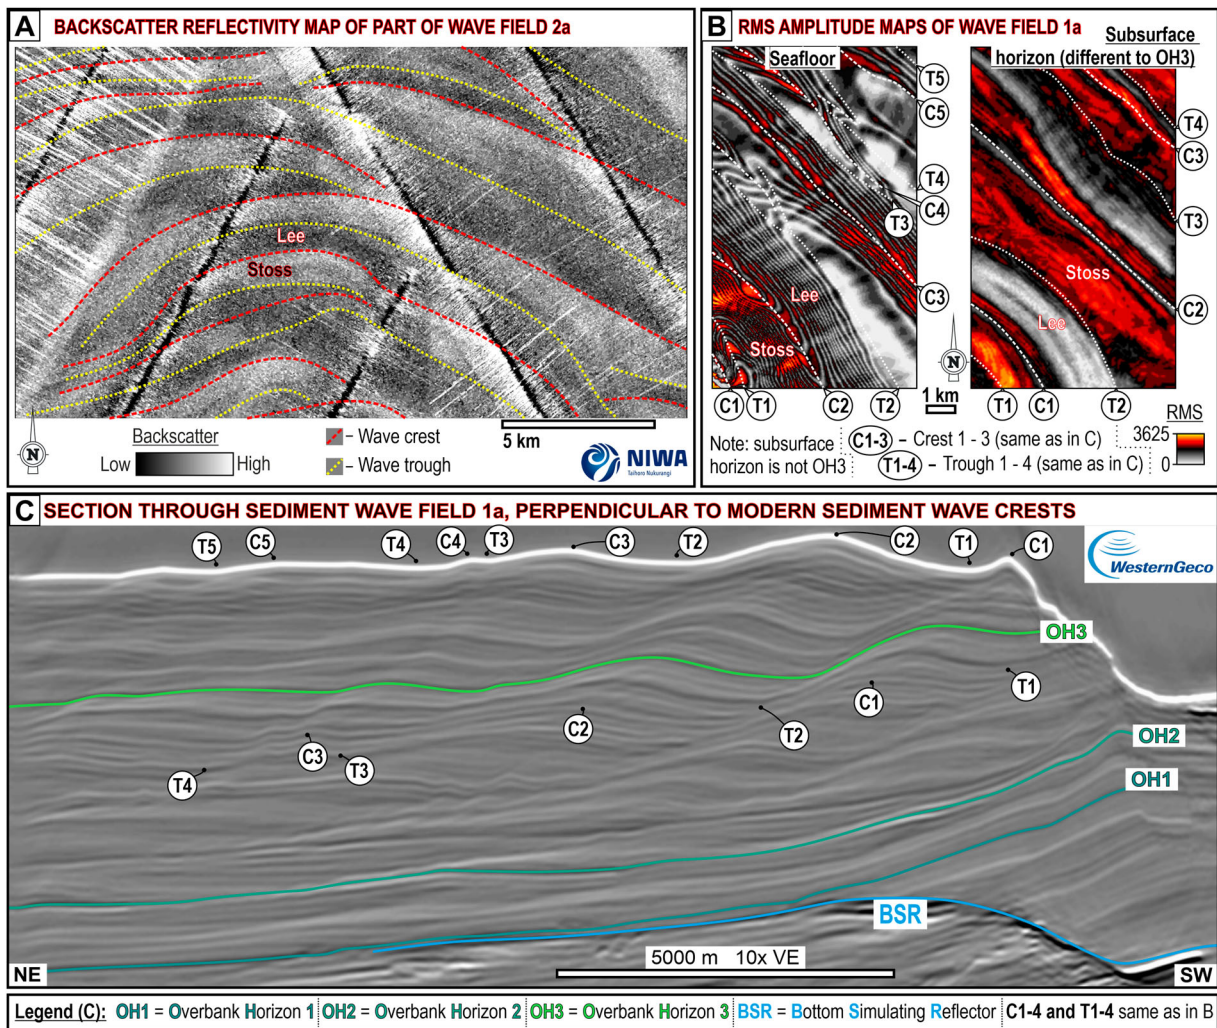 A BACKSCATTER REFLECTIVITY MAP OF PART OF WAVE FIELD 2a
Lee
Stoss
N
Backscatter
Low High
– Wave crest
– Wave trough
5 km
NIWA
Taihoro Nukurangi
B RMS AMPLITUDE MAPS OF WAVE FIELD 1a
Seafloor
Subsurface
horizon (different to OH3)
T5
C5
T4
C4
T3
C3
Lee
Stoss
C1 T1 C2 T2
N
1 km
T4
C3
T3
C2
Stoss
Lee
T1 C1 T2
RMS
3625
0
Note: subsurface
horizon is not OH3
C1-3 – Crest 1 - 3 (same as in C)
T1-4 – Trough 1 - 4 (same as in C)
C SECTION THROUGH SEDIMENT WAVE FIELD 1a, PERPENDICULAR TO MODERN SEDIMENT WAVE CRESTS
T5 C5 T4 C4 T3 C3 T2 C2 T1 C1
WesternGeco
OH3
T1
C1
C2
T2
C3
T3
T4
OH2
OH1
BSR
5000 m 10x VE
NE
SW
Legend (C): OH1 = Overbank Horizon 1 OH2 = Overbank Horizon 2 OH3 = Overbank Horizon 3 BSR = Bottom Simulating Reflector C1-4 and T1-4 same as in B